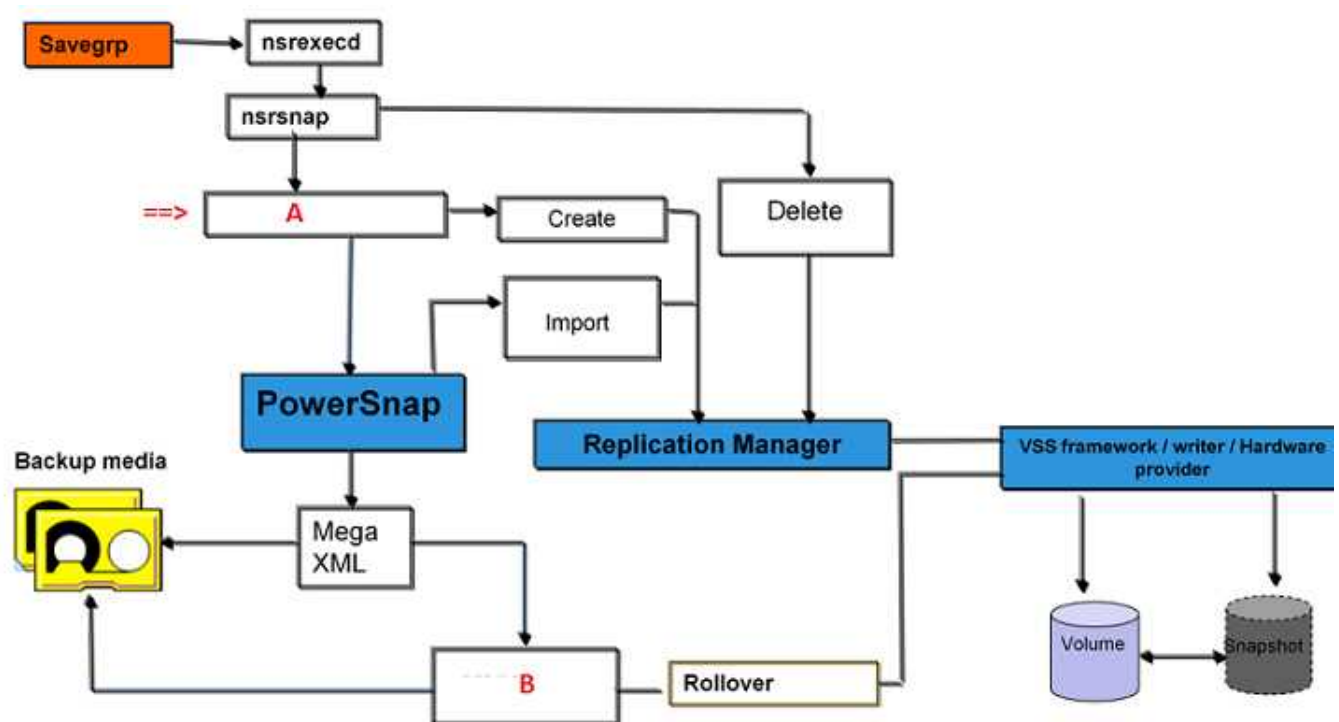 Savegrp
nsrexecd
nsrsnap
==>
A
Create
Delete
Import
PowerSnap
Replication Manager
VSS framework / writer / Hardware
provider
Backup media
Mega
XML
Volume
Snapshot
B
Rollover